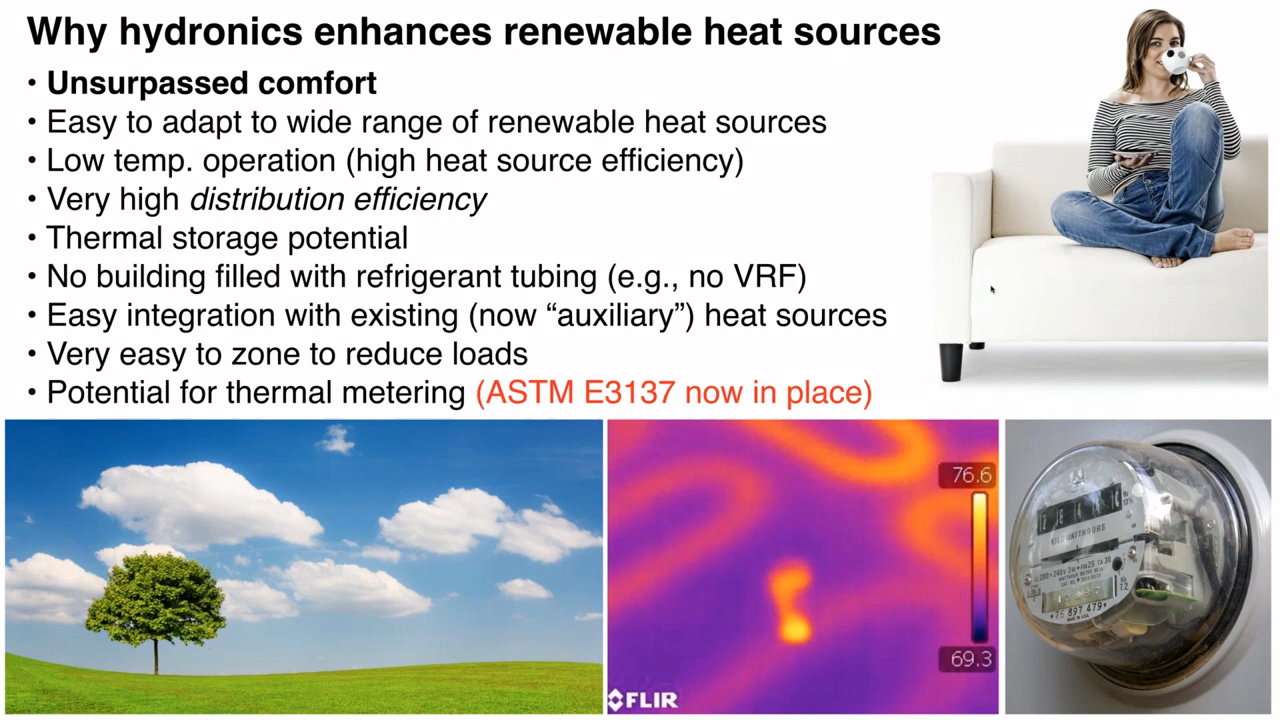 Why hydronics enhances renewable heat sources
• Unsurpassed comfort
• Easy to adapt to wide range of renewable heat sources
• Low temp. operation (high heat source efficiency)
• Very high distribution efficiency
• Thermal storage potential
• No building filled with refrigerant tubing (e.g., no VRF)
• Easy integration with existing (now “auxiliary”) heat sources
• Very easy to zone to reduce loads
• Potential for thermal metering (ASTM E3137 now in place)
76.6
69.3
FLIR
KILOWATTHOURS
76 897 479